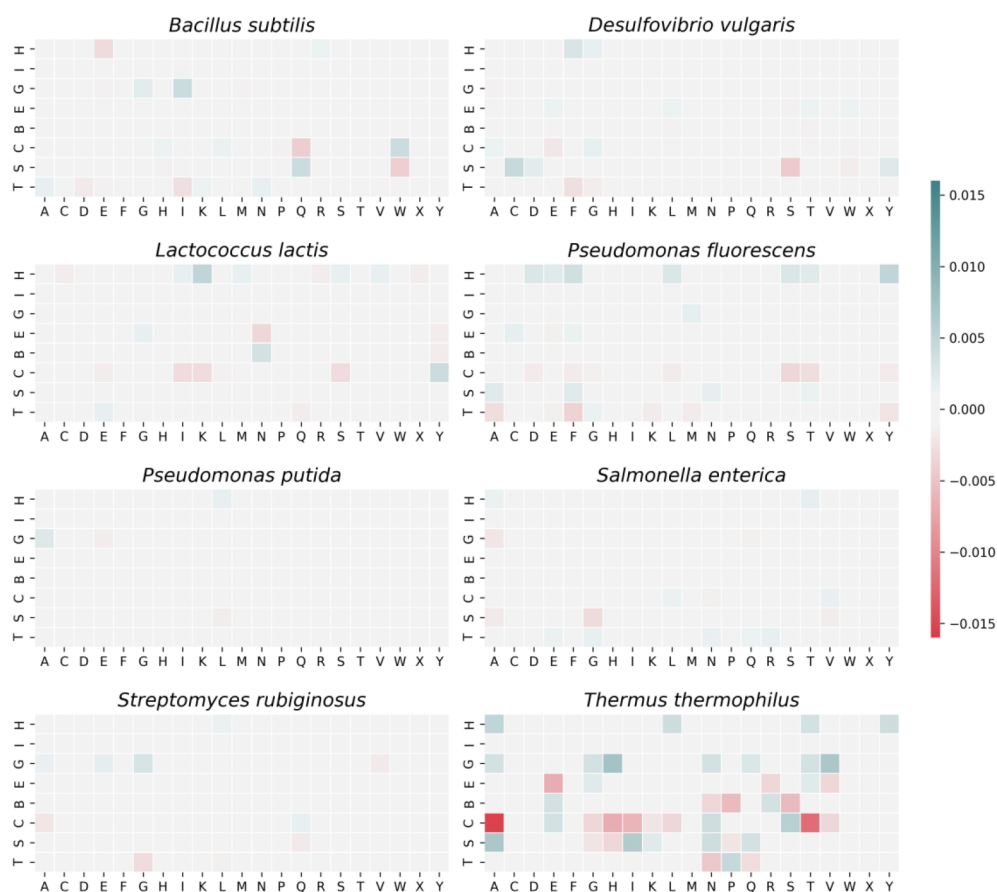 Bacillus subtilis
H
I
G
E
B
C
S
T
A C D E F G H I K L M N P Q R S T V W X Y
Desulfovibrio vulgaris
H
I
G
E
B
C
S
T
A C D E F G H I K L M N P Q R S T V W X Y
Lactococcus lactis
H
I
G
E
B
C
S
T
A C D E F G H I K L M N P Q R S T V W X Y
Pseudomonas fluorescens
H
I
G
E
B
C
S
T
A C D E F G H I K L M N P Q R S T V W X Y
Pseudomonas putida
H
I
G
E
B
C
S
T
A C D E F G H I K L M N P Q R S T V W X Y
Salmonella enterica
H
I
G
E
B
C
S
T
A C D E F G H I K L M N P Q R S T V W X Y
Streptomyces rubiginosus
H
I
G
E
B
C
S
T
A C D E F G H I K L M N P Q R S T V W X Y
Thermus thermophilus
H
I
G
E
B
C
S
T
A C D E F G H I K L M N P Q R S T V W X Y
0.015
0.010
0.005
0.000
−0.005
−0.010
−0.015